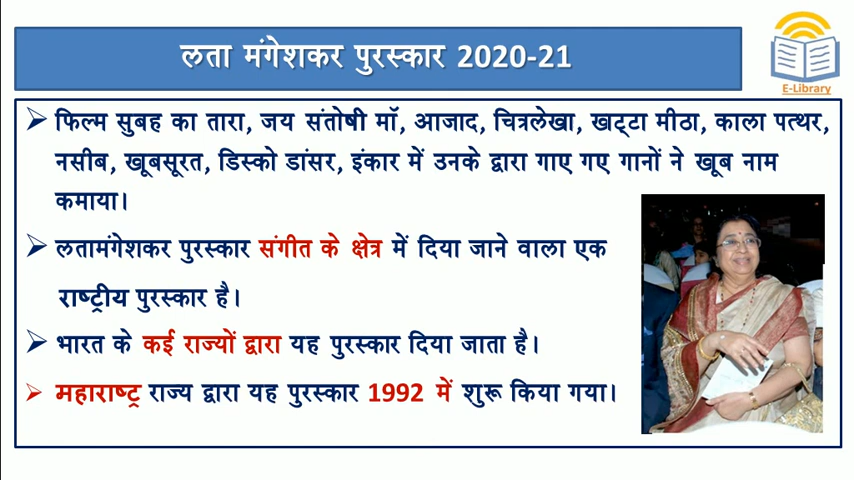 लता मंगेशकर पुरस्कार 2020-21
E-Library
फिल्म सुबह का तारा, जय संतोषी मॉ, आजाद, चित्रलेखा, खट्टा मीठा, काला पत्थर,
नसीब, खूबसूरत, डिस्को डांसर, इंकार में उनके द्वारा गाए गए गानों ने खूब नाम
कमाया।
लतामंगेशकर पुरस्कार संगीत के क्षेत्र में दिया जाने वाला एक
राष्ट्रीय पुरस्कार है।
भारत के कई राज्यों द्वारा यह पुरस्कार दिया जाता है।
महाराष्ट्र राज्य द्वारा यह पुरस्कार 1992 में शुरू किया गया।